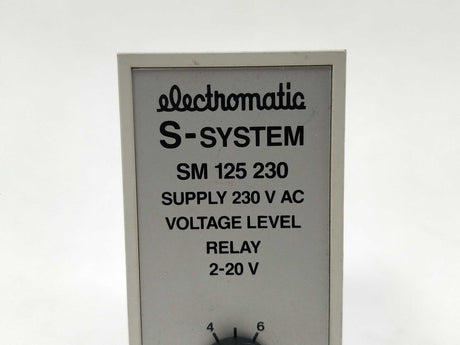 electromatic
S-SYSTEM
SM 125 230
SUPPLY 230 V AC
VOLTAGE LEVEL
RELAY
2-20 V
4 6